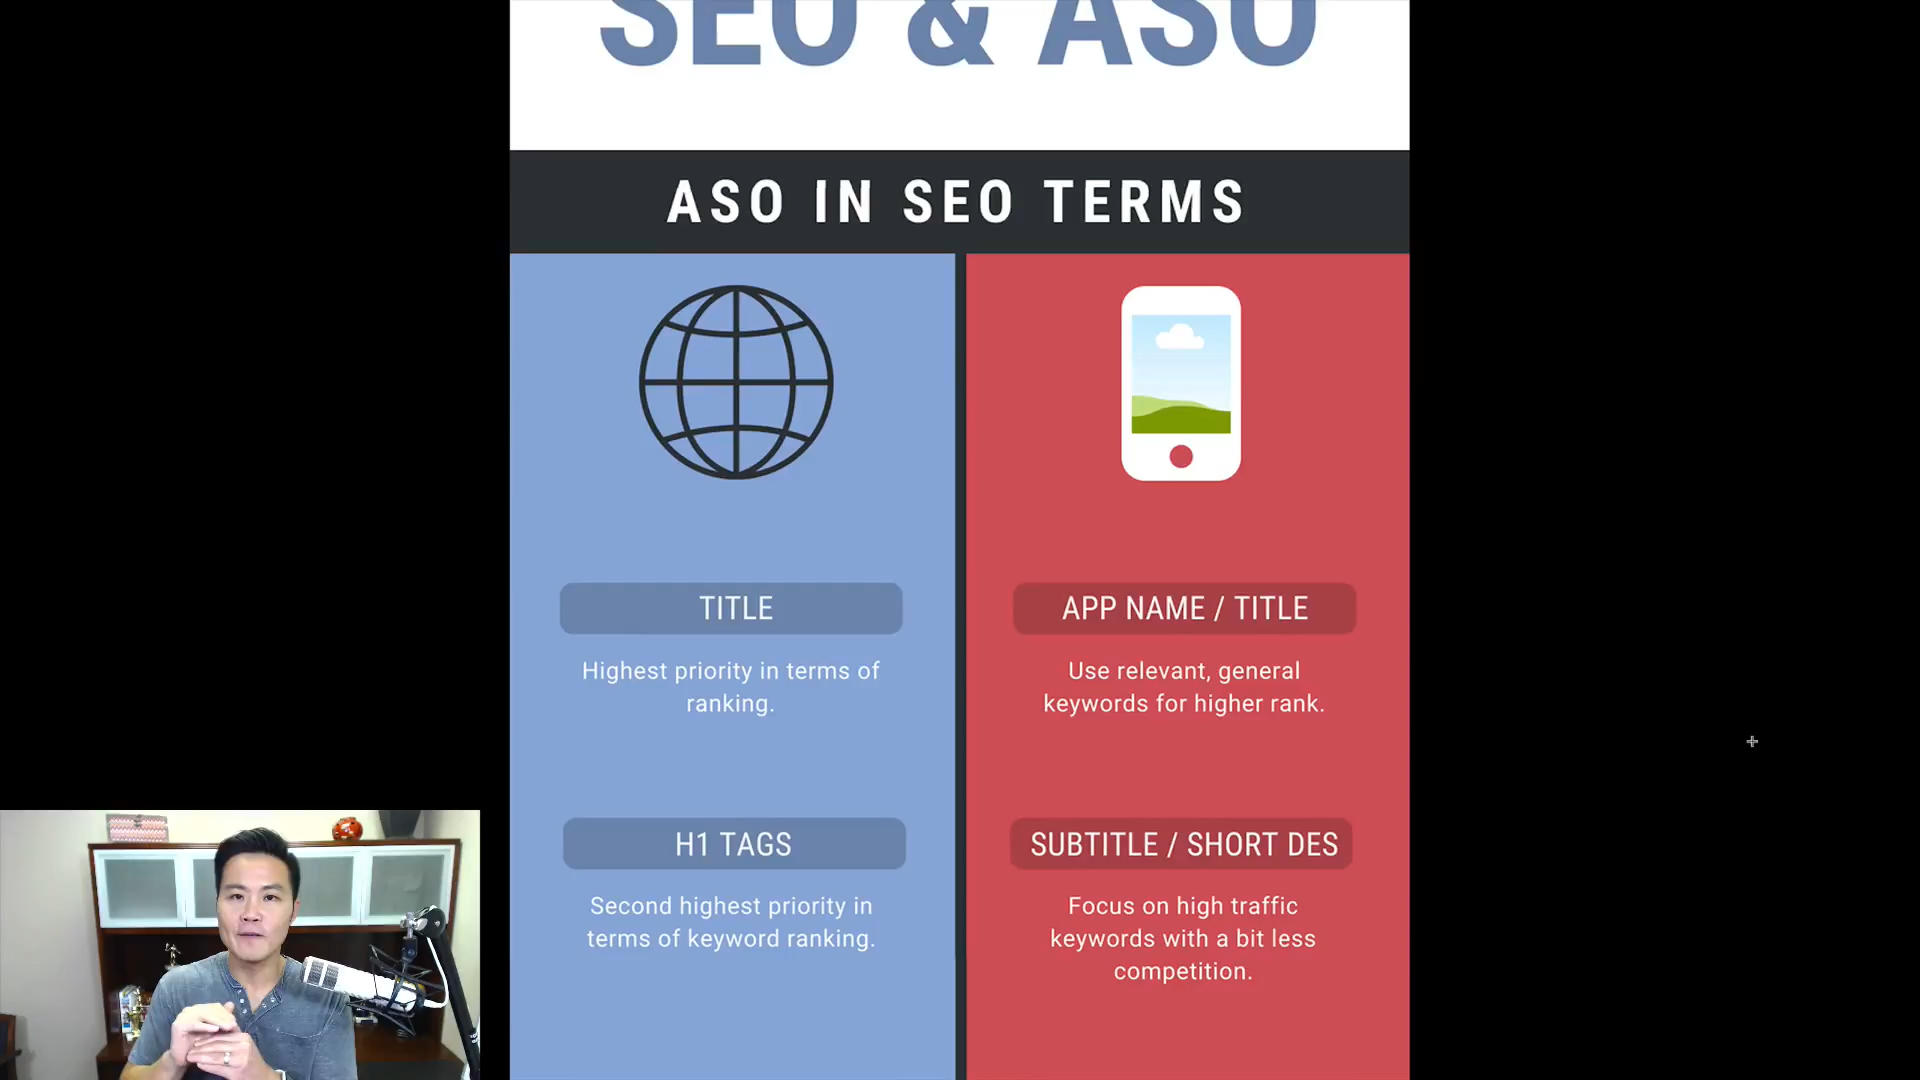 SEO & ASO
ASO IN SEO TERMS
TITLE
Highest priority in terms of
ranking.
H1 TAGS
Second highest priority in
terms of keyword ranking.
APP NAME / TITLE
Use relevant, general
keywords for higher rank.
SUBTITLE / SHORT DES
Focus on high traffic
keywords with a bit less
competition.